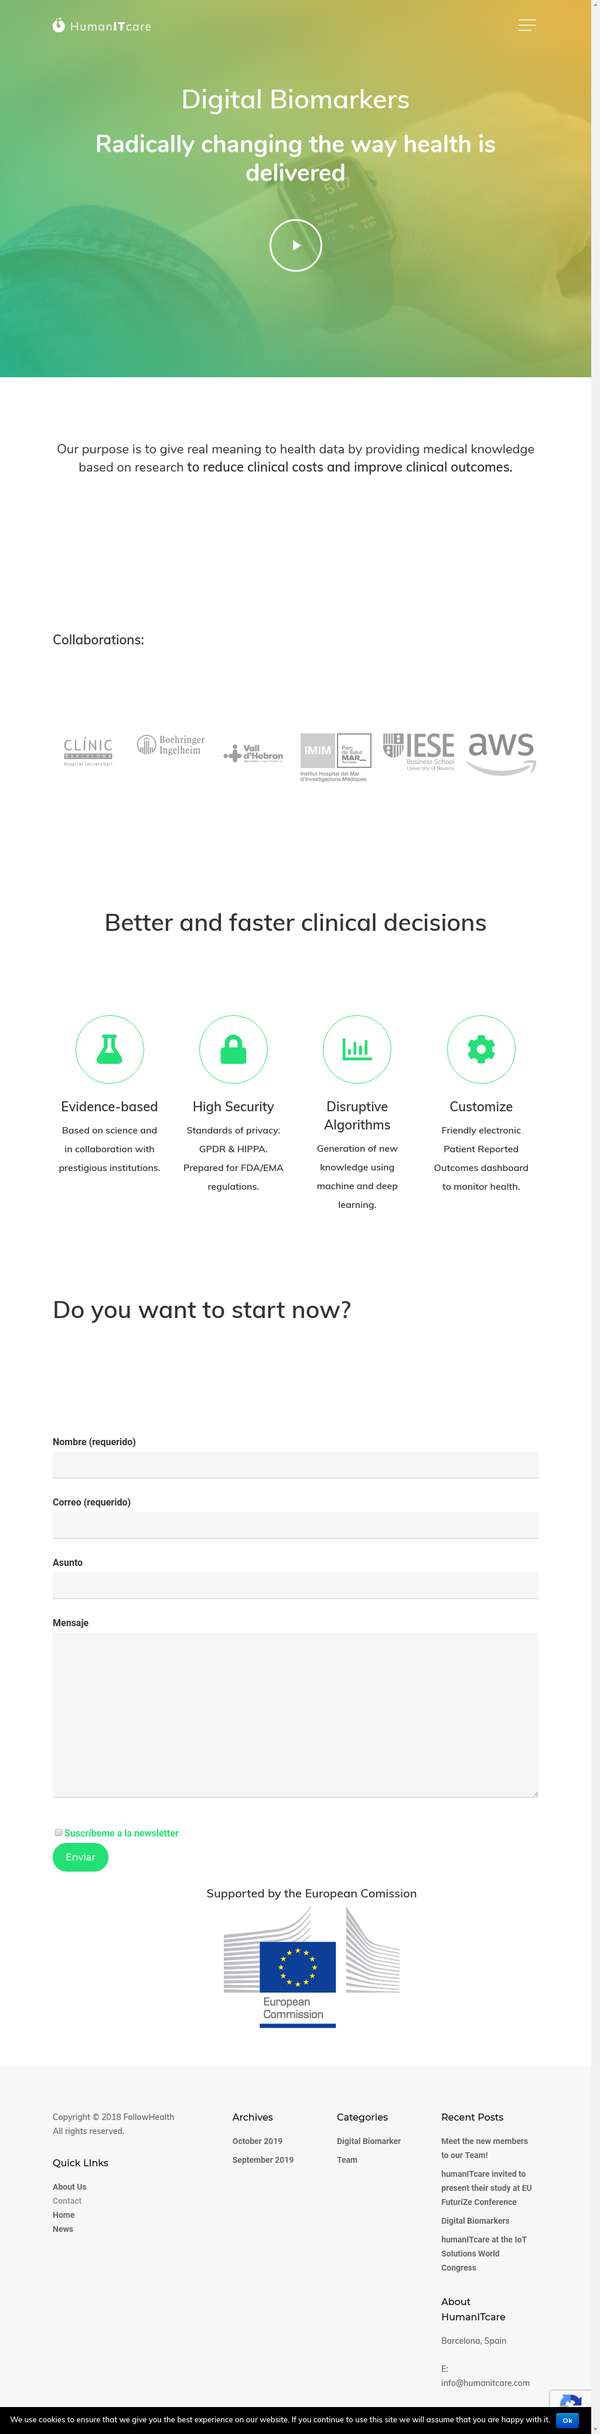 HumanITcare
Digital Biomarkers
Radically changing the way health is
delivered
Our purpose is to give real meaning to health data by providing medical knowledge
based on research to reduce clinical costs and improve clinical outcomes.
Collaborations:
CLÍNIC
BARCELONA
Hospital Universitari
Boehringer
Ingelheim
Vall
d'Hebron
IMIM
Parc
de Salut
MAR
Institut Hospital del Mar
d'Investigacions Mèdiques
IESE
Business School
University of Navarra
aws
Better and faster clinical decisions
Evidence-based
Based on science and
in collaboration with
prestigious institutions.
High Security
Standards of privacy:
GPDR & HIPPA.
Prepared for FDA/EMA
regulations.
Disruptive
Algorithms
Generation of new
knowledge using
machine and deep
learning.
Customize
Friendly electronic
Patient Reported
Outcomes dashboard
to monitor health.
Do you want to start now?
Nombre (requerido)
Correo (requerido)
Asunto
Mensaje
Suscríbeme a la newsletter
Enviar
Supported by the European Comission
European
Commission
Copyright © 2018 FollowHealth
All rights reserved.
Quick LInks
About Us
Contact
Home
News
Archives
October 2019
September 2019
Categories
Digital Biomarker
Team
Recent Posts
Meet the new members
to our Team!
humanITcare invited to
present their study at EU
FuturiZe Conference
Digital Biomarkers
humanITcare at the IoT
Solutions World
Congress
About
HumanITcare
Barcelona, Spain
E:
info@humanitcare.com
We use cookies to ensure that we give you the best experience on our website. If you continue to use this site we will assume that you are happy with it.
Ok